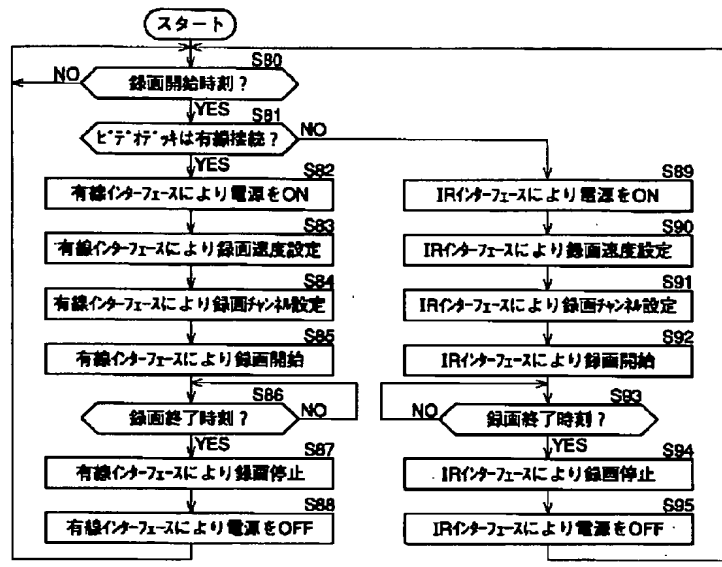 スタート
S80
録画開始時刻？
NO
YES
S81
ビデオデッキは有線接続？
NO
YES
S82
有線インターフェースにより電源をON
S83
有線インターフェースにより録画速度設定
S84
有線インターフェースにより録画チャンネル設定
S85
有線インターフェースにより録画開始
S86
録画終了時刻？
NO
YES
S87
有線インターフェースにより録画停止
S88
有線インターフェースにより電源をOFF
S89
IRインターフェースにより電源をON
S90
IRインターフェースにより録画速度設定
S91
IRインターフェースにより録画チャンネル設定
S92
IRインターフェースにより録画開始
S93
録画終了時刻？
NO
YES
S94
IRインターフェースにより録画停止
S95
IRインターフェースにより電源をOFF